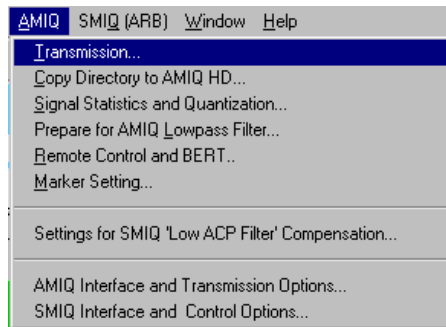 AMIQ SMIQ (ARB) Window Help
Transmission...
Copy Directory to AMIQ HD...
Signal Statistics and Quantization...
Prepare for AMIQ Lowpass Filter...
Remote Control and BERT..
Marker Setting...
Settings for SMIQ 'Low ACP Filter' Compensation...
AMIQ Interface and Transmission Options...
SMIQ Interface and Control Options...